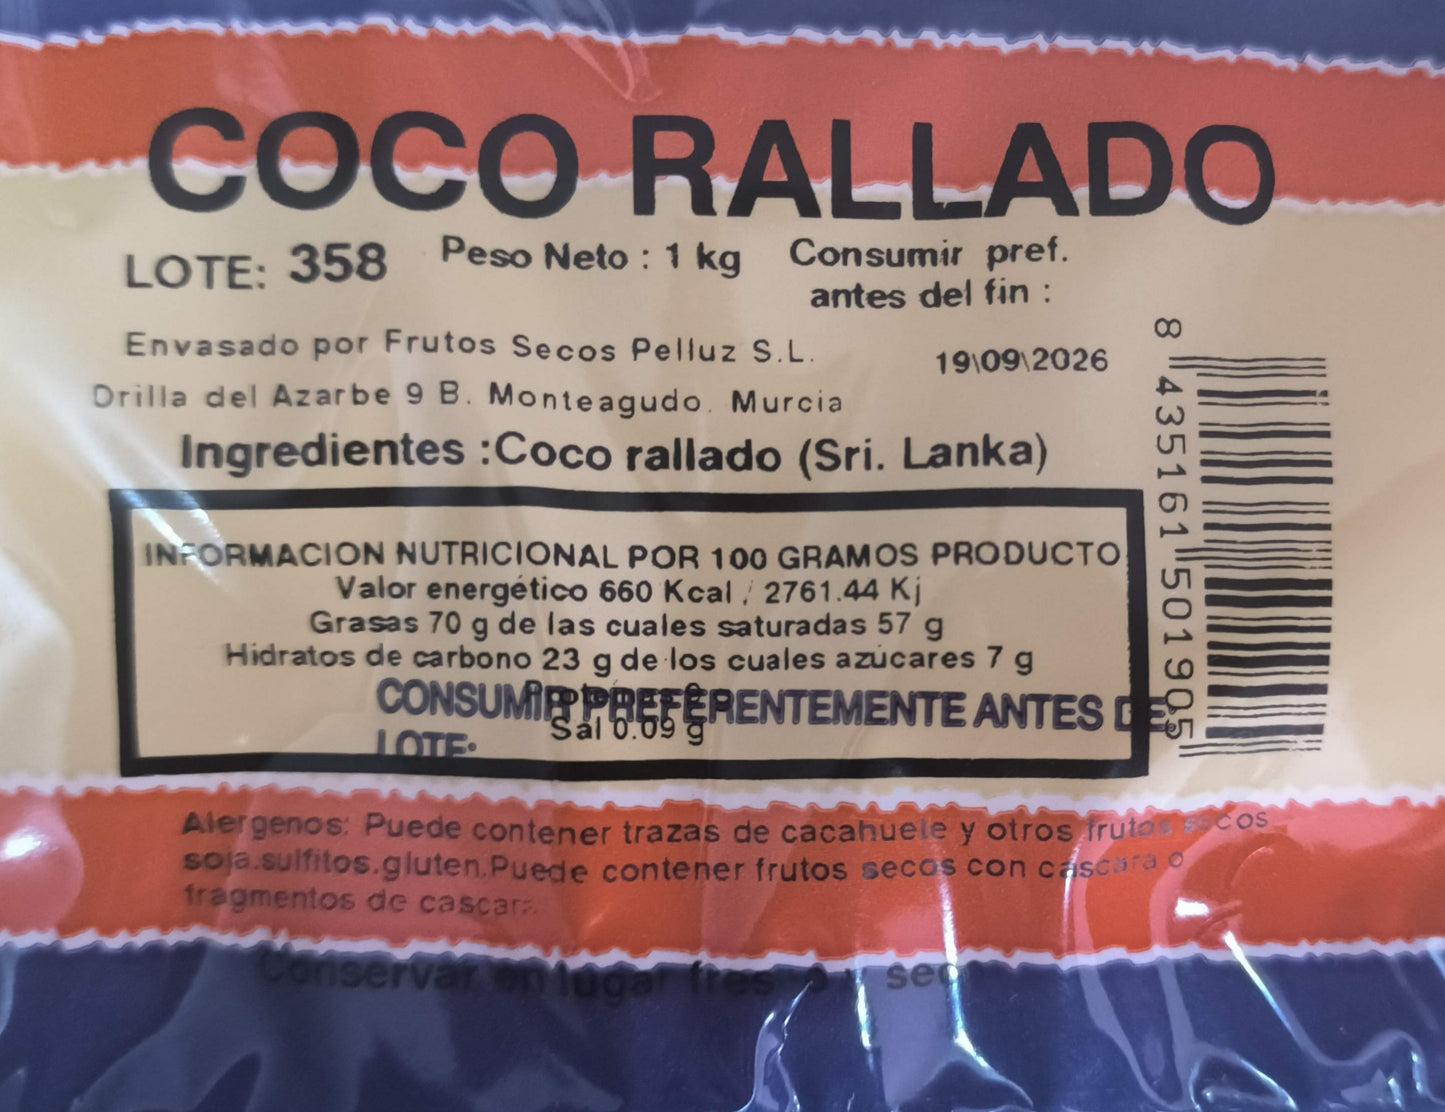 COCO RALLADO
LOTE: 358 Peso Neto : 1 kg Consumir pref.
antes del fin :
Envasado por Frutos Secos Pelluz S.L.
19\09\2026
Orilla del Azarbe 9 B. Monteagudo. Murcia
Ingredientes :Coco rallado (Sri. Lanka)
INFORMACION NUTRICIONAL POR 100 GRAMOS PRODUCTO
Valor energético 660 Kcal / 2761.44 Kj
Grasas 70 g de las cuales saturadas 57 g
Hidratos de carbono 23 g de los cuales azúcares 7 g
CONSUMIR PREFERENTEMENTE ANTES DE:
Sal 0.09 g
LOTE:
8 435161 501905
Alergenos: Puede contener trazas de cacahuete y otros frutos secos
soja.sulfitos.gluten.Puede contener frutos secos con cascara o
fragmentos de cascara.
Conservar en lugar fresco y seco